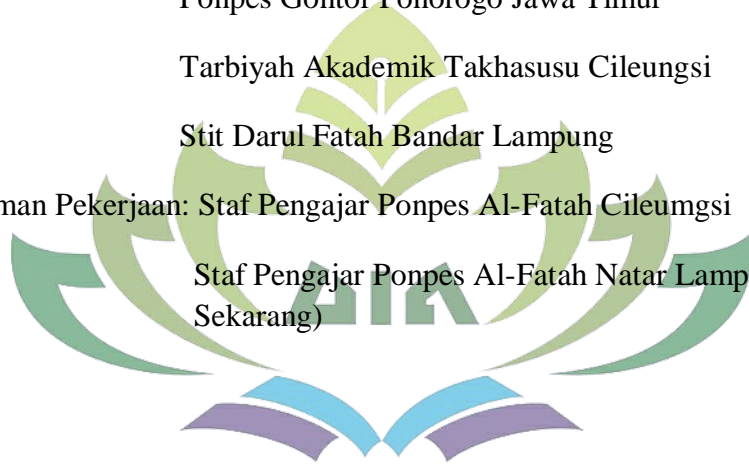 Ponpes Gontor Ponorogo Jawa Timur
Tarbiyah Akademik Takhasusu Cileungsi
Stit Darul Fatah Bandar Lampung
man Pekerjaan: Staf Pengajar Ponpes Al-Fatah Cileumgsi
Staf Pengajar Ponpes Al-Fatah Natar Lamp
Sekarang)